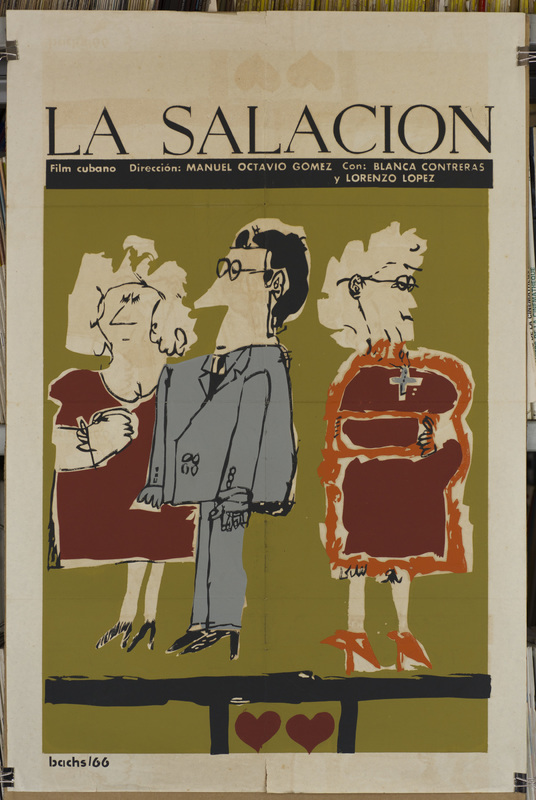 LA SALACION
Film cubano Dirección: MANUEL OCTAVIO GOMEZ Con: BLANCA CONTRERAS
y LORENZO LOPEZ
bachs/66